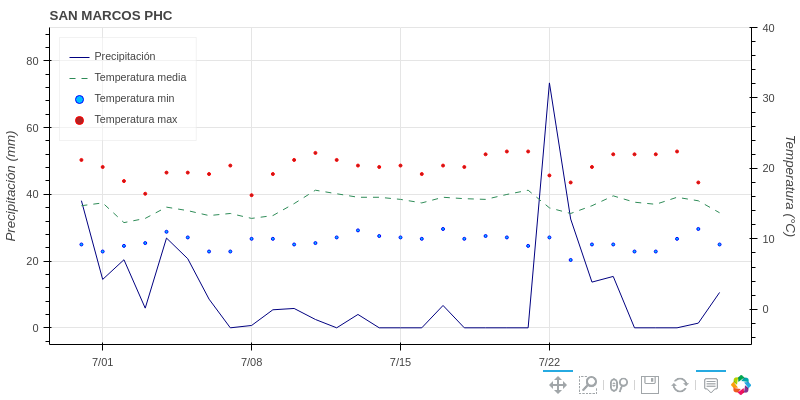 SAN MARCOS PHC
Precipitación
Temperatura media
Temperatura min
Temperatura max
Precipitación (mm)
80
60
40
20
0
40
30
20
10
0
Temperatura (°C)
7/01
7/08
7/15
7/22